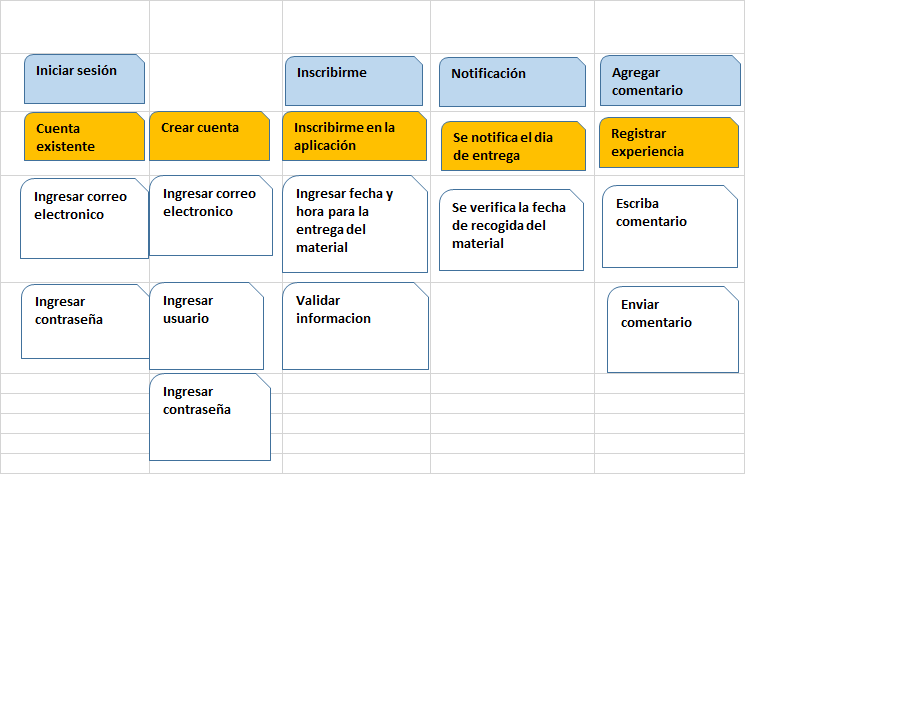 Iniciar sesión
Inscribirme
Notificación
Agregar
comentario
Cuenta
existente
Crear cuenta
Inscribirme en la
aplicación
Se notifica el dia
de entrega
Registrar
experiencia
Ingresar correo
electronico
Ingresar correo
electronico
Ingresar fecha y
hora para la
entrega del
material
Se verifica la fecha
de recogida del
material
Escriba
comentario
Ingresar
contraseña
Ingresar
usuario
Validar
informacion
Enviar
comentario
Ingresar
contraseña